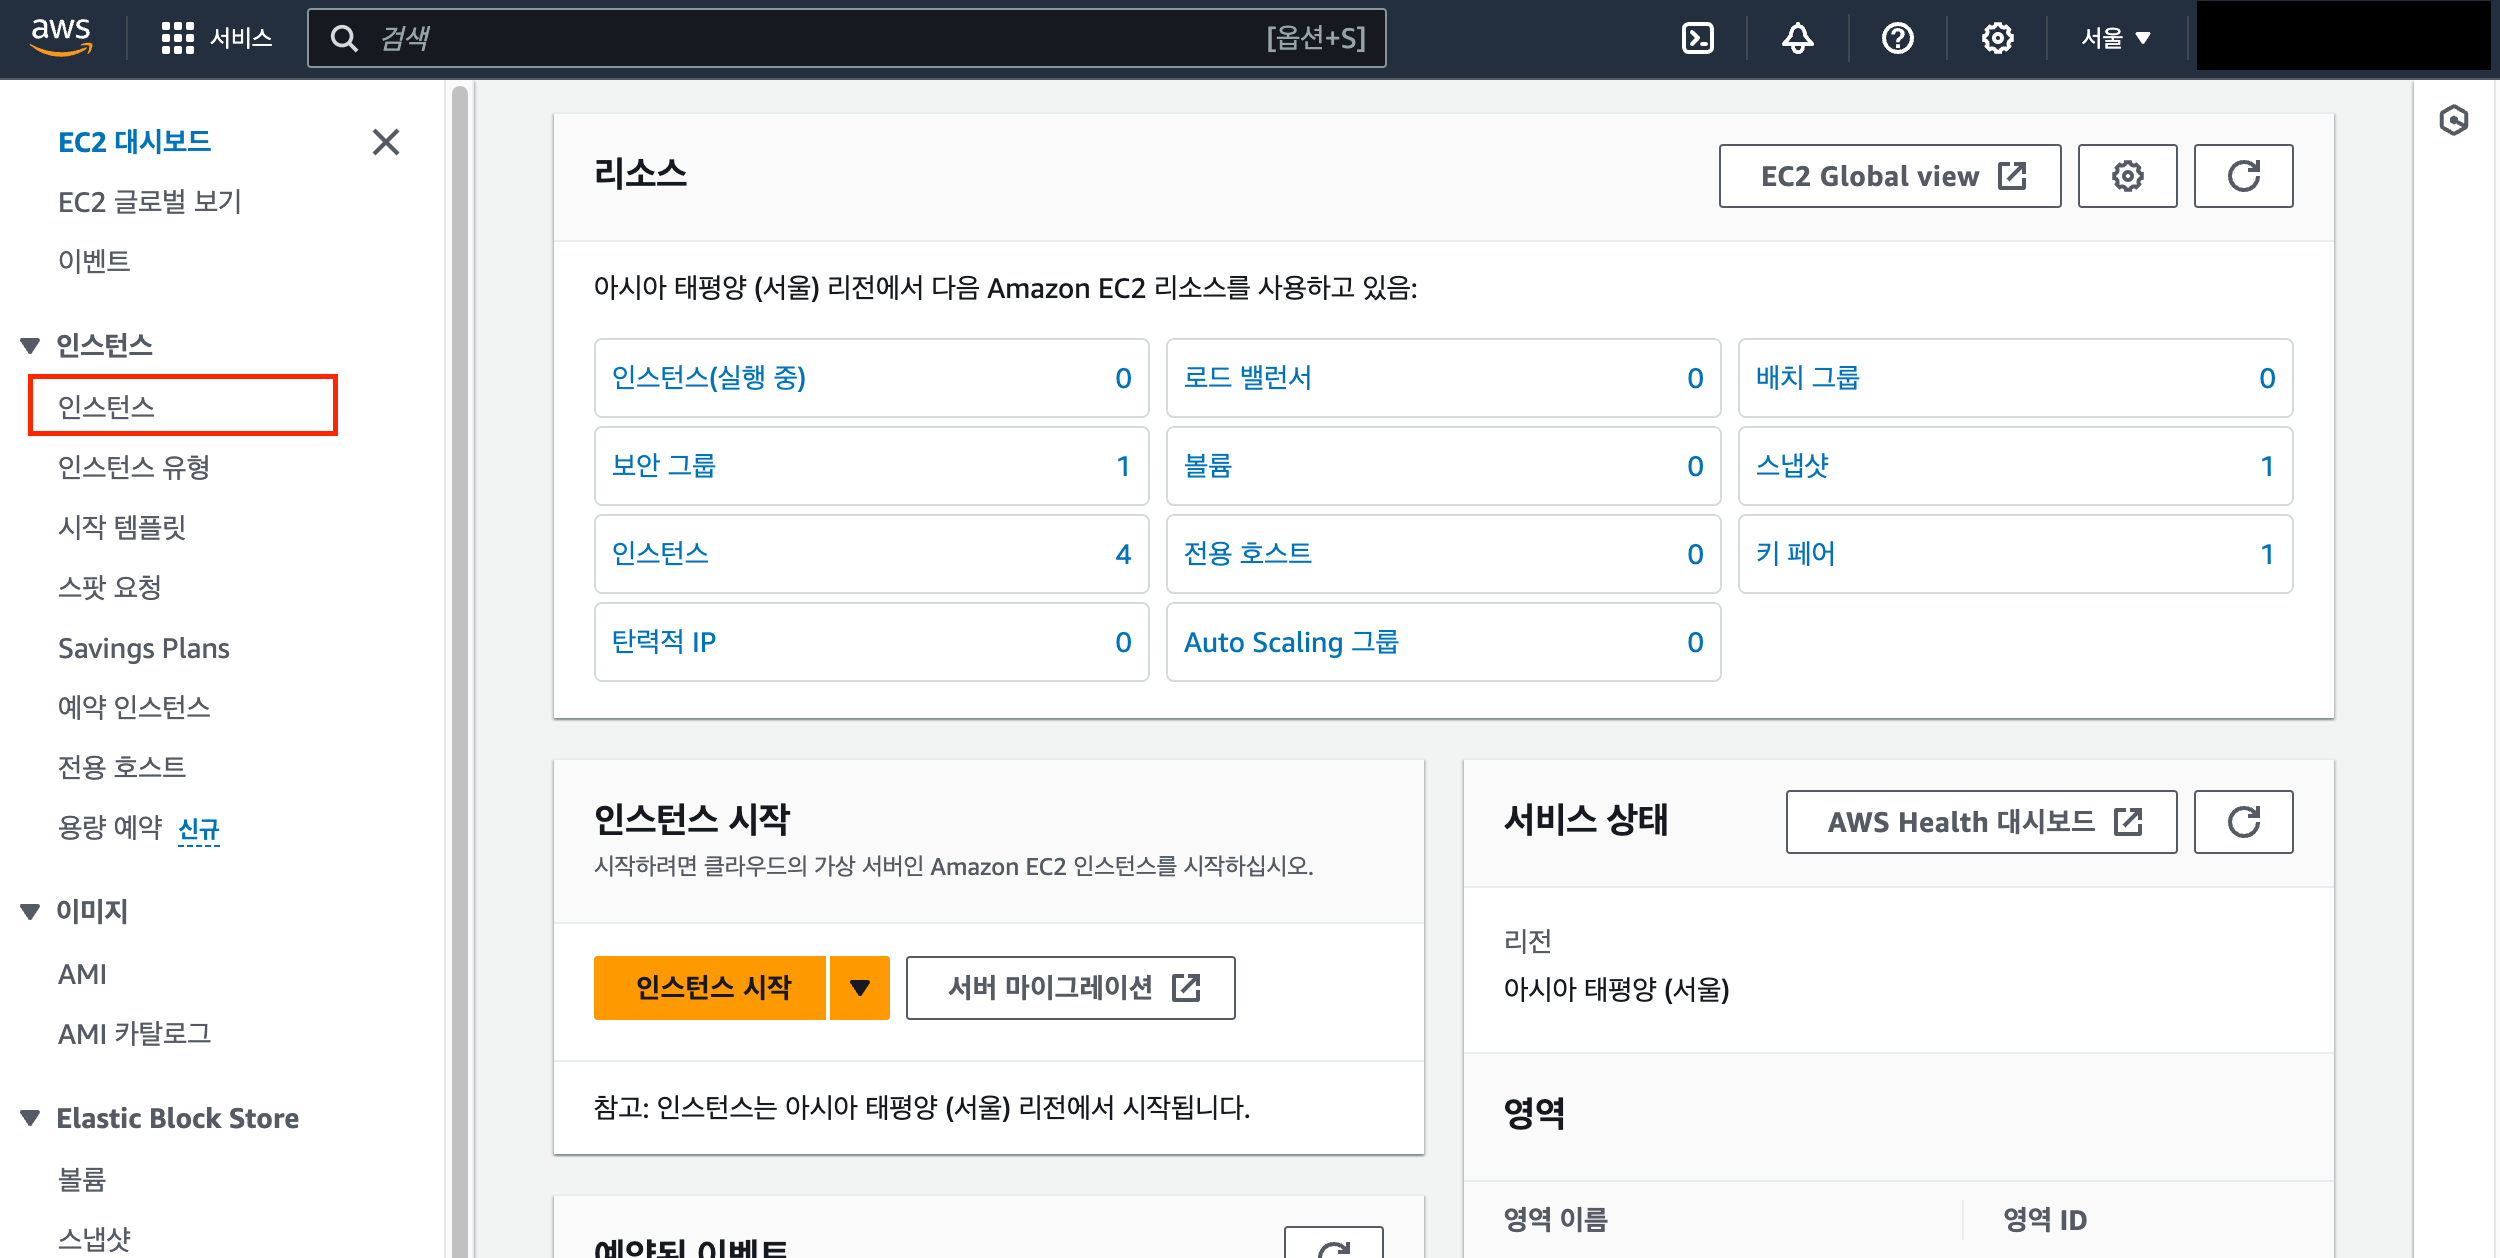 aws
서비스
검색
[옵션+S]
서울
EC2 대시보드
EC2 글로벌 보기
이벤트
인스턴스
인스턴스
인스턴스 유형
시작 템플릿
스팟 요청
Savings Plans
예약 인스턴스
전용 호스트
용량 예약 신규
이미지
AMI
AMI 카탈로그
Elastic Block Store
볼륨
스냅샷
리소스
EC2 Global view
아시아 태평양 (서울) 리전에서 다음 Amazon EC2 리소스를 사용하고 있음:
인스턴스(실행 중) 0
로드 밸런서 0
배치 그룹 0
보안 그룹 1
볼륨 0
스냅샷 1
인스턴스 4
전용 호스트 0
키 페어 1
탄력적 IP 0
Auto Scaling 그룹 0
인스턴스 시작
시작하려면 클라우드의 가상 서버인 Amazon EC2 인스턴스를 시작하십시오.
인스턴스 시작
서버 마이그레이션
참고: 인스턴스는 아시아 태평양 (서울) 리전에서 시작됩니다.
예약된 이벤트
서비스 상태
AWS Health 대시보드
리전
아시아 태평양 (서울)
영역
영역 이름
영역 ID